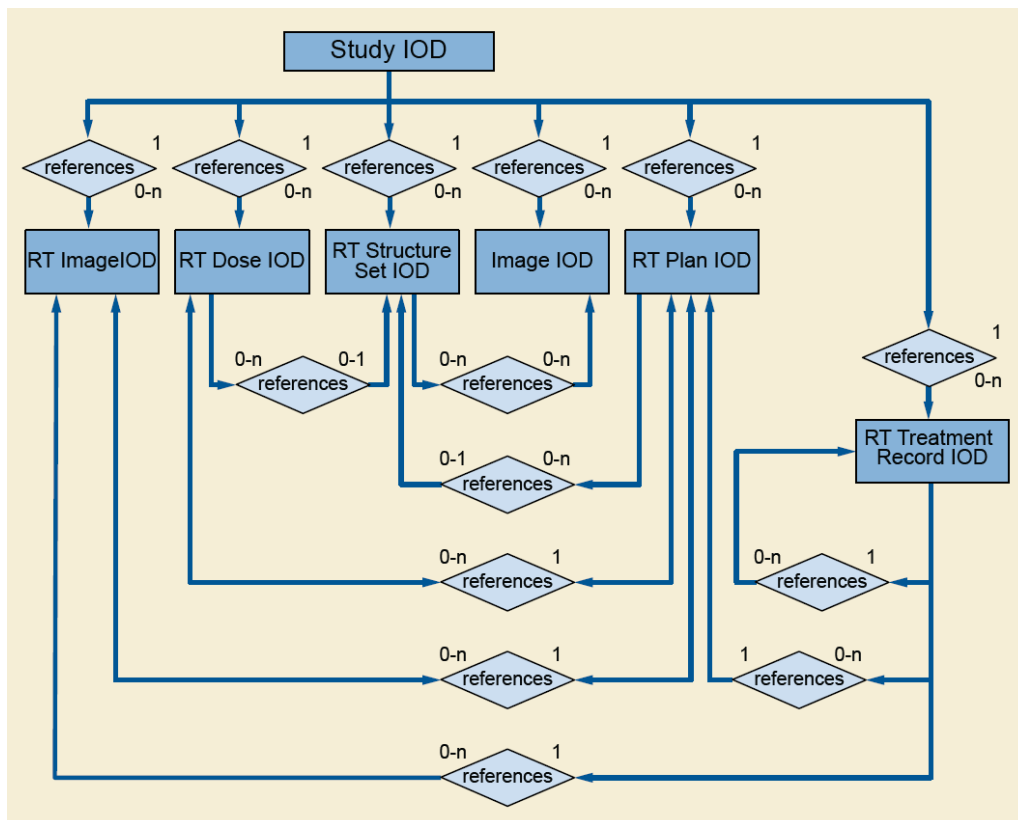 Study IOD
1
1
1
1
1
references
references
references
references
references
0-n
0-n
0-n
0-n
0-n
RT ImageIOD
RT Dose IOD
RT Structure
Set IOD
Image IOD
RT Plan IOD
1
references
0-n
0-n
0-1
references
0-n
0-n
references
RT Treatment
Record IOD
0-1
0-n
references
0-n
1
references
0-n
1
references
0-n
1
references
1
0-n
references
0-n
1
references